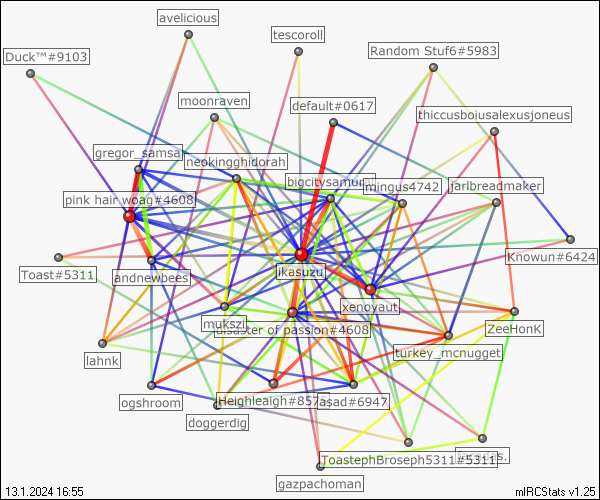 avelicious
tescoroll
Random Stuf6#5983
Duck™#9103
moonraven
default#0617
thiccusboiusalexusjoneus
gregor_samsa
neokingghidorah
bigcitysamurai
mingus4742
jarlbreadmaker
pink hair woag#4608
Knowun#6424
Toast#5311
andnewbees
ikasuzu
xenoyaut
mukszi
disaster of passion#4608
ZeeHonK
lahnk
turkey_mcnugget
ogshroom
Heighleaigh#857
asad#6947
doggerdig
ToastephBroseph5311#5311
gazpachoman
13.1.2024 16:55
mIRCStats v1.25